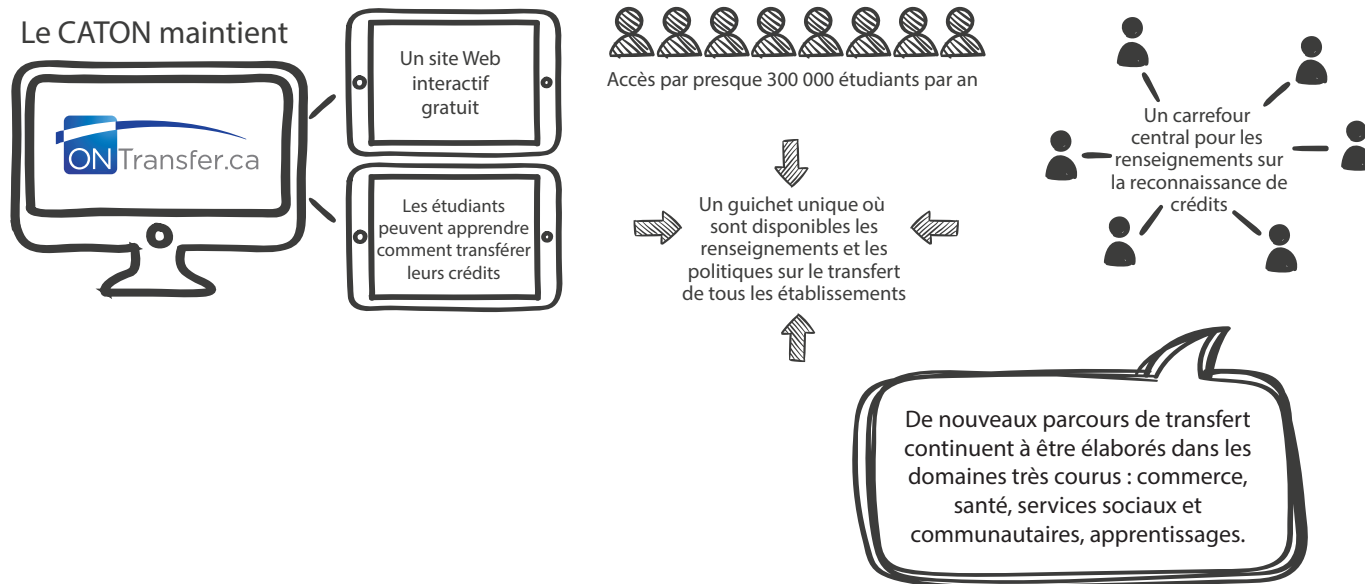 Le CATON maintient
ONTransfer.ca
Un site Web
interactif
gratuit
Les étudiants
peuvent apprendre
comment transférer
leurs crédits
Accès par presque 300 000 étudiants par an
Un guichet unique où
sont disponibles les
renseignements et les
politiques sur le transfert
de tous les établissements
Un carrefour
central pour les
renseignements sur
la reconnaissance de
crédits
De nouveaux parcours de transfert
continuent à être élaborés dans les
domaines très courus : commerce,
santé, services sociaux et
communautaires, apprentissages.